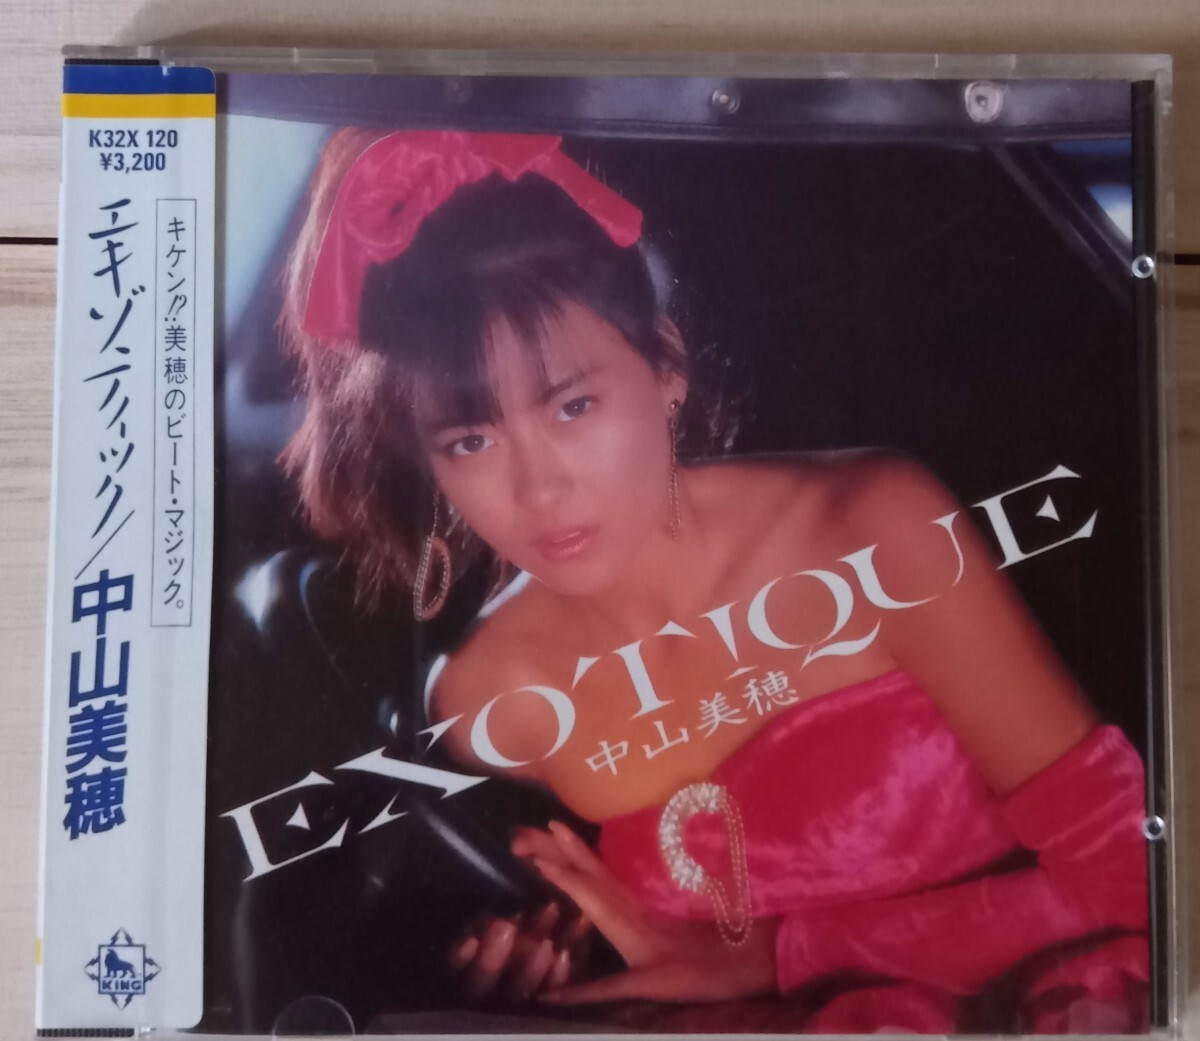 K32X 120
¥3,200
キケン!?美穂のビート・マジック。
エキゾティック/中山美穂
KING
EXOTIQUE
中山美穂